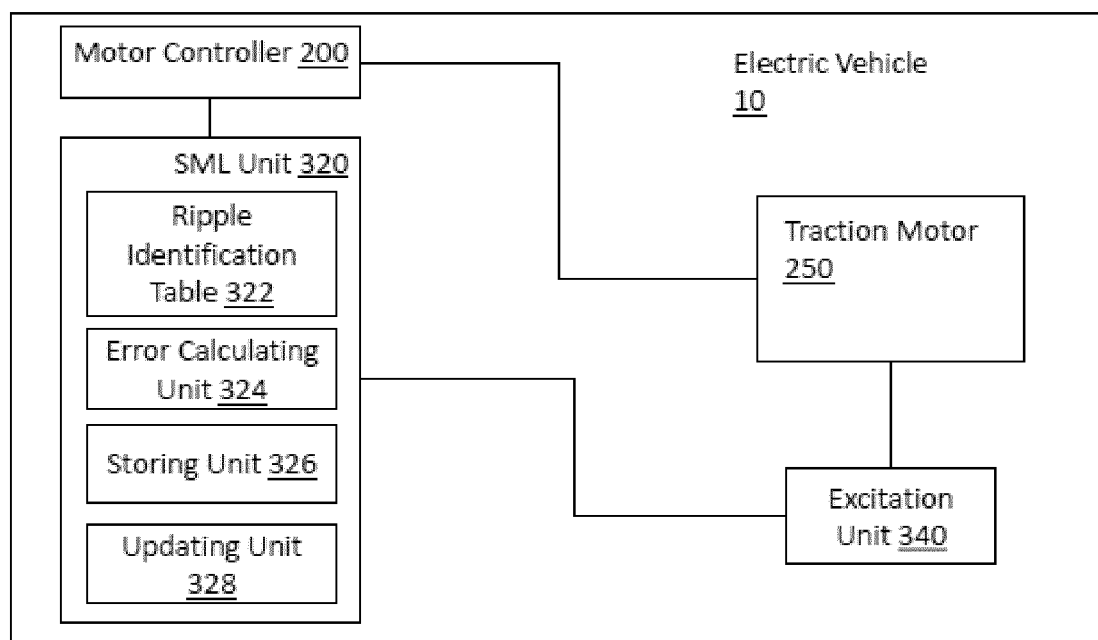 Motor Controller 200
Electric Vehicle
10
SML Unit 320
Ripple
Identification
Table 322
Traction Motor
250
Error Calculating
Unit 324
Storing Unit 326
Excitation
Unit 340
Updating Unit
328